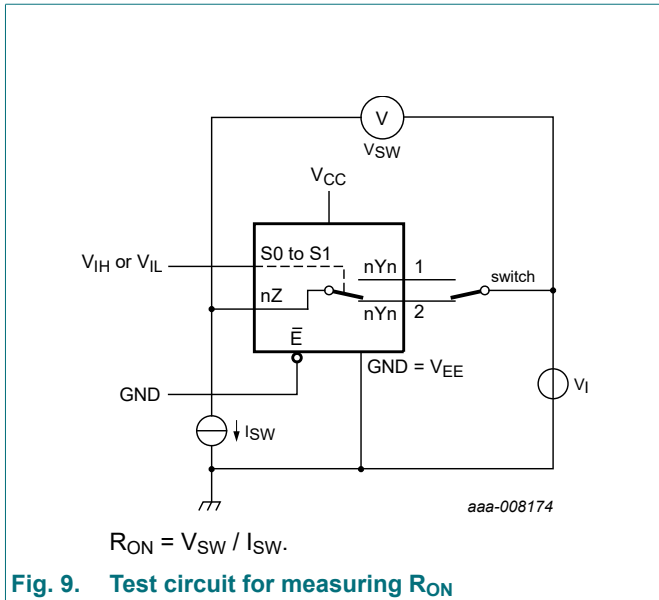 V
VSW
VCC
VIH or VIL
S0 to S1
nYn 1
switch
nZ
nYn 2
E̅
GND = VEE
GND
VI
ISW
aaa-008174
RON = VSW / ISW.
Fig. 9. Test circuit for measuring RON